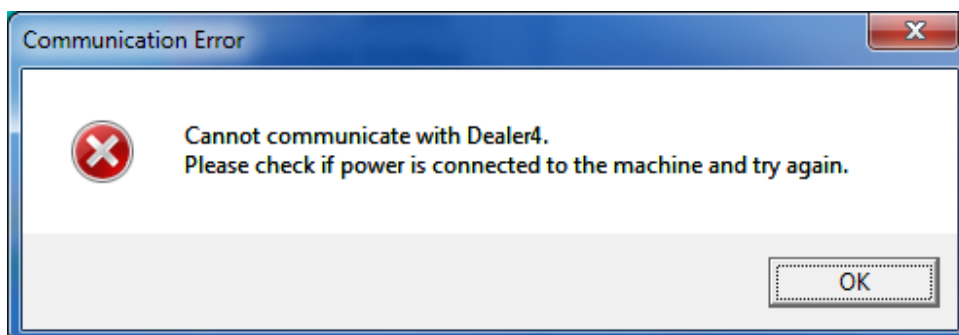 Communication Error
Cannot communicate with Dealer4.
Please check if power is connected to the machine and try again.
OK